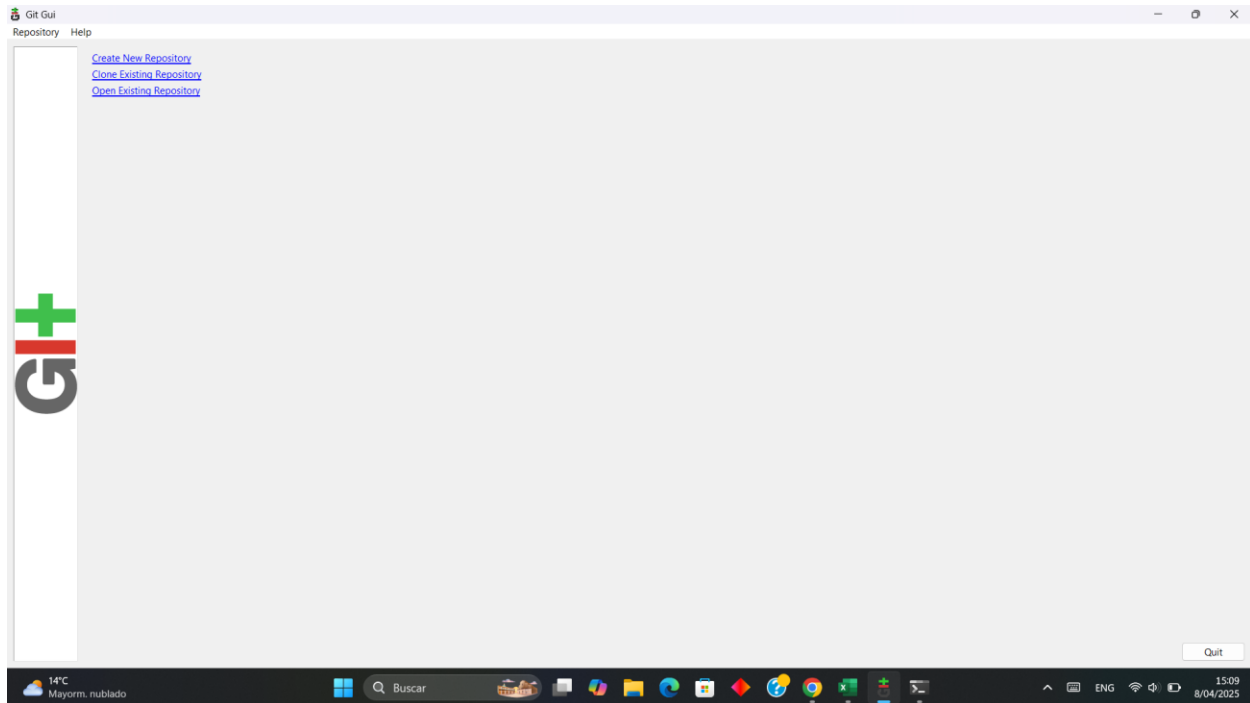 Git Gui
Repository Help
Create New Repository
Clone Existing Repository
Open Existing Repository
GIt
Quit
14°C
Mayorm. nublado
Buscar
ENG
15:09
8/04/2025